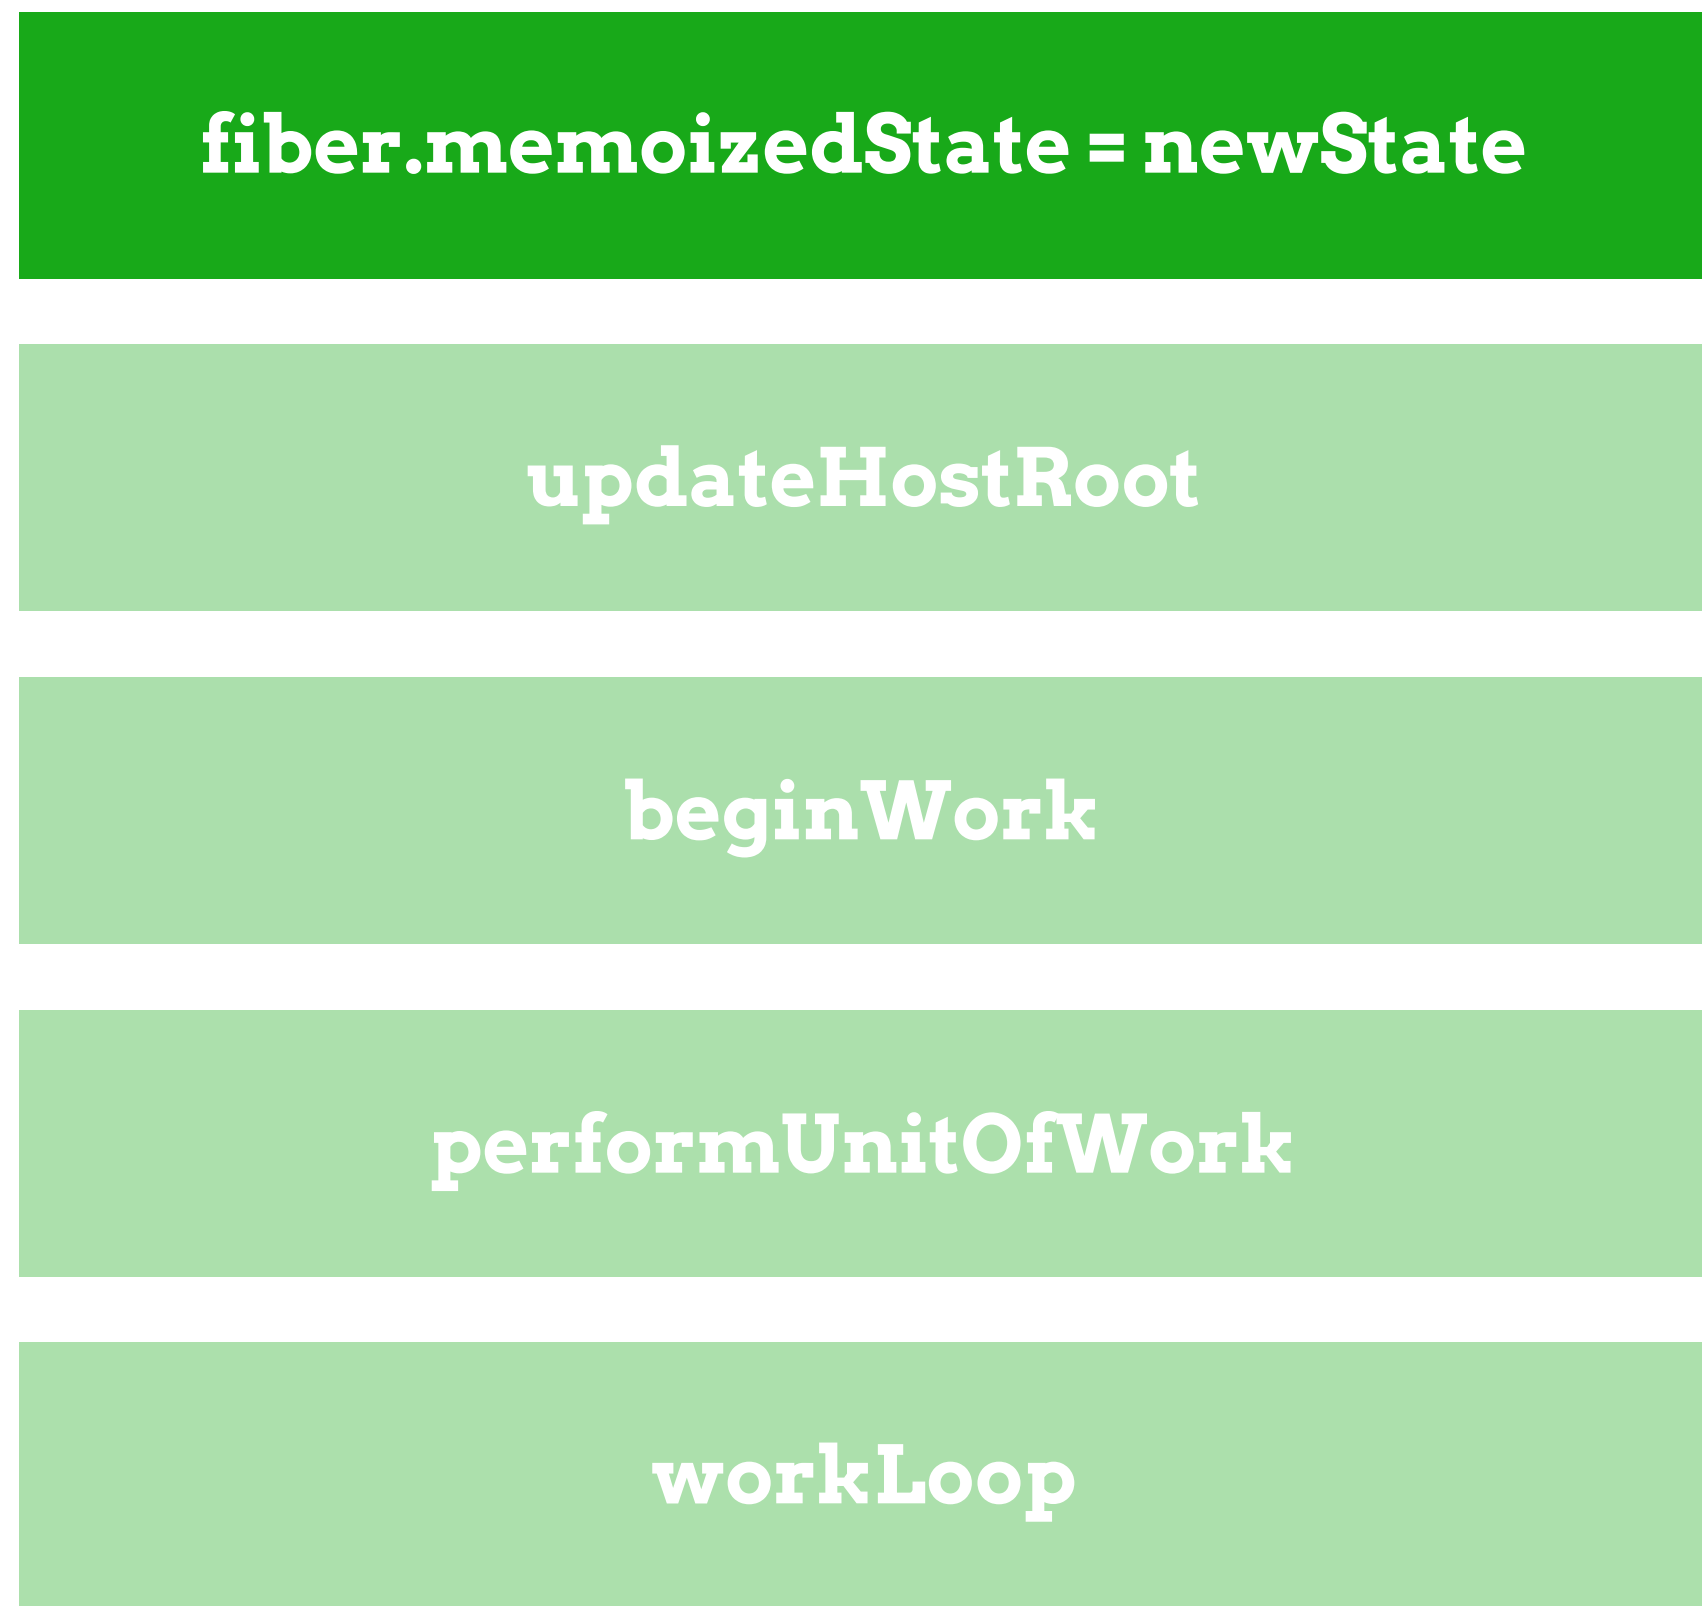 fiber.memoizedState = newState
updateHostRoot
beginWork
performUnitOfWork
workLoop